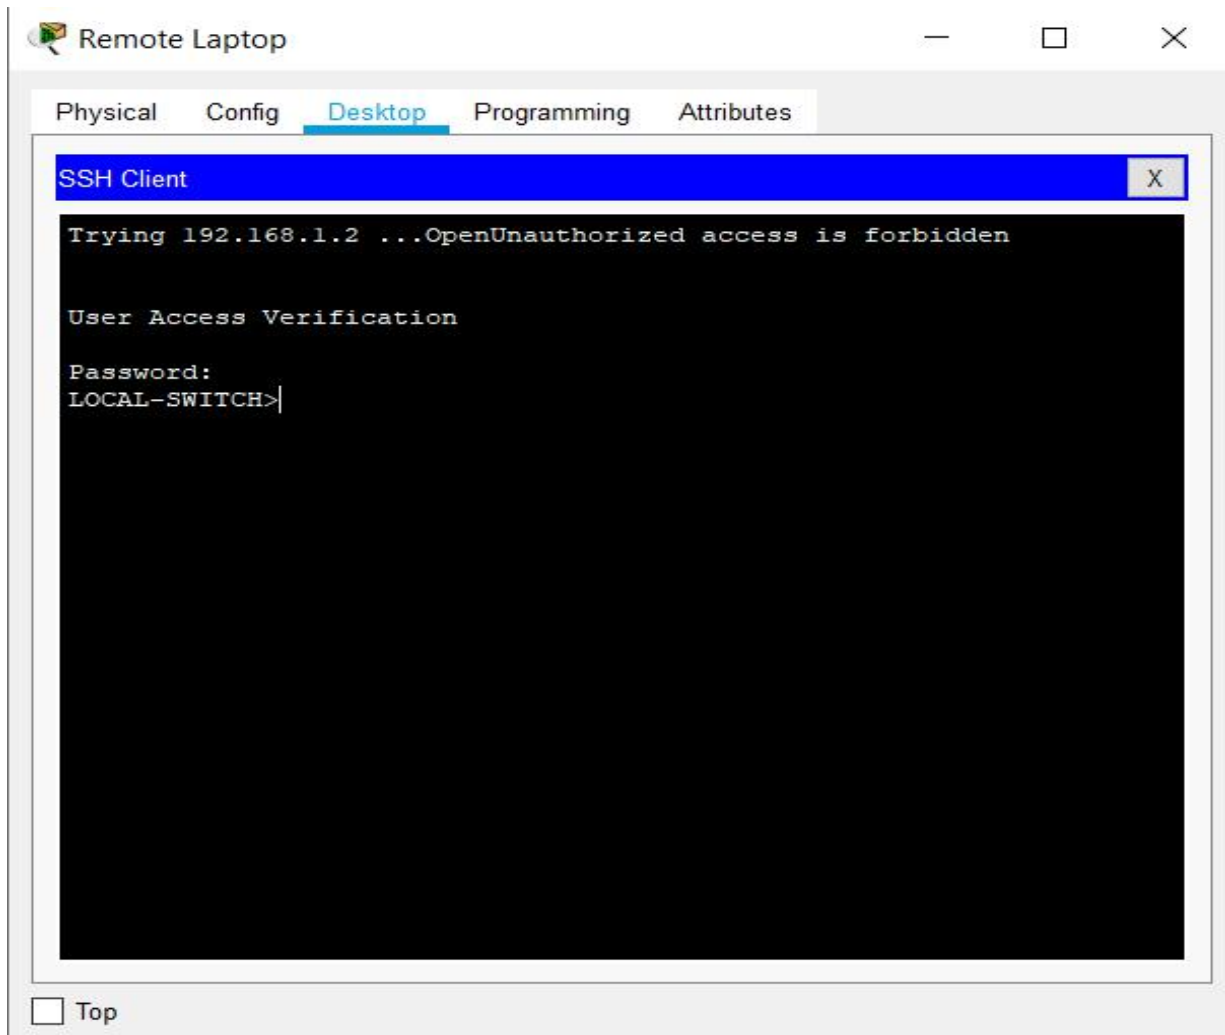 Remote Laptop
Physical Config Desktop Programming Attributes
SSH Client X
Trying 192.168.1.2 ...OpenUnauthorized access is forbidden
User Access Verification
Password:
LOCAL-SWITCH>
Top